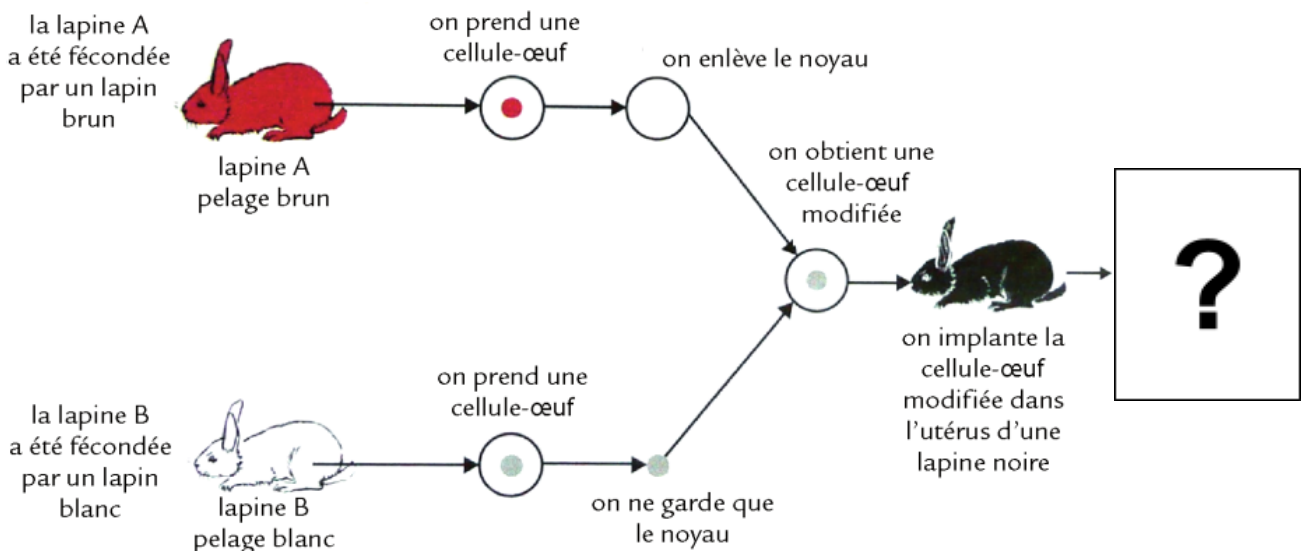 la lapine A
a été fécondée
par un lapin
brun
lapine A
pelage brun
on prend une
cellule-œuf
on enlève le noyau
on obtient une
cellule-œuf
modifiée
la lapine B
a été fécondée
par un lapin
blanc
lapine B
pelage blanc
on prend une
cellule-œuf
on ne garde que
le noyau
on implante la
cellule-œuf
modifiée dans
l'utérus d'une
lapine noire
?